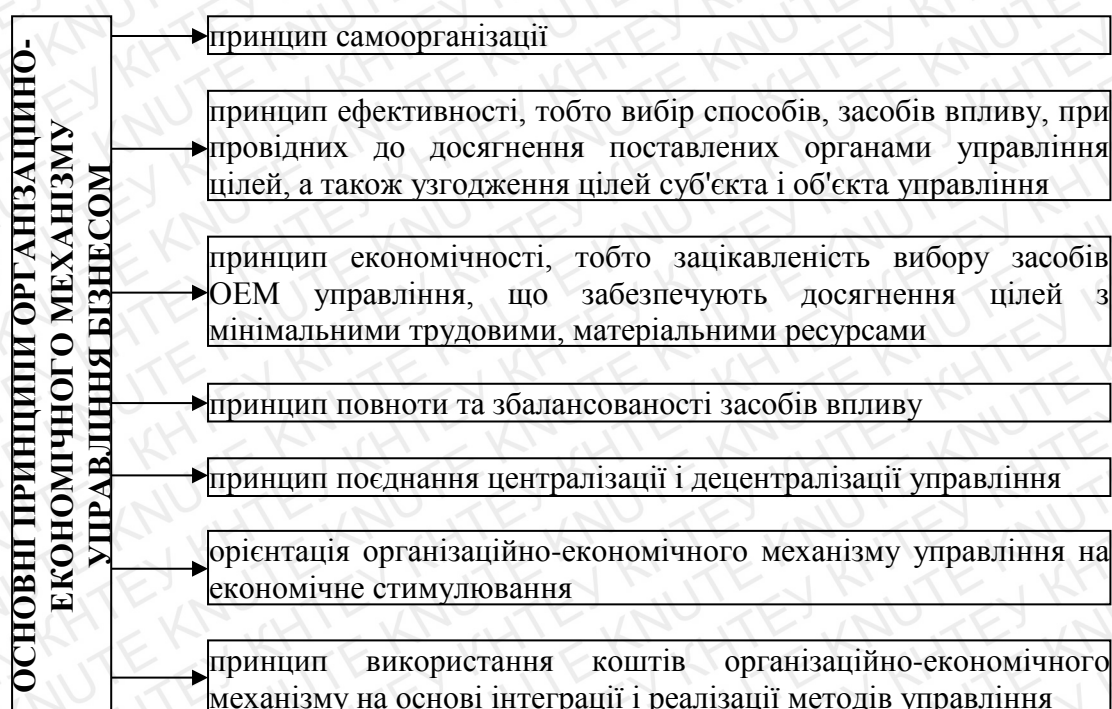 ОСНОВНІ ПРИНЦИПИ ОРГАНІЗАЦІЙНО-
ЕКОНОМІЧНОГО МЕХАНІЗМУ
УПРАВЛІННЯ БІЗНЕСОМ
принцип самоорганізації
принцип ефективності, тобто вибір способів, засобів впливу, при
провідних до досягнення поставлених органами управління
цілей, а також узгодження цілей суб'єкта і об'єкта управління
принцип економічності, тобто зацікавленість вибору засобів
ОЕМ управління, що забезпечують досягнення цілей з
мінімальними трудовими, матеріальними ресурсами
принцип повноти та збалансованості засобів впливу
принцип поєднання централізації і децентралізації управління
орієнтація організаційно-економічного механізму управління на
економічне стимулювання
принцип використання коштів організаційно-економічного
механізму на основі інтеграції і реалізації методів управління